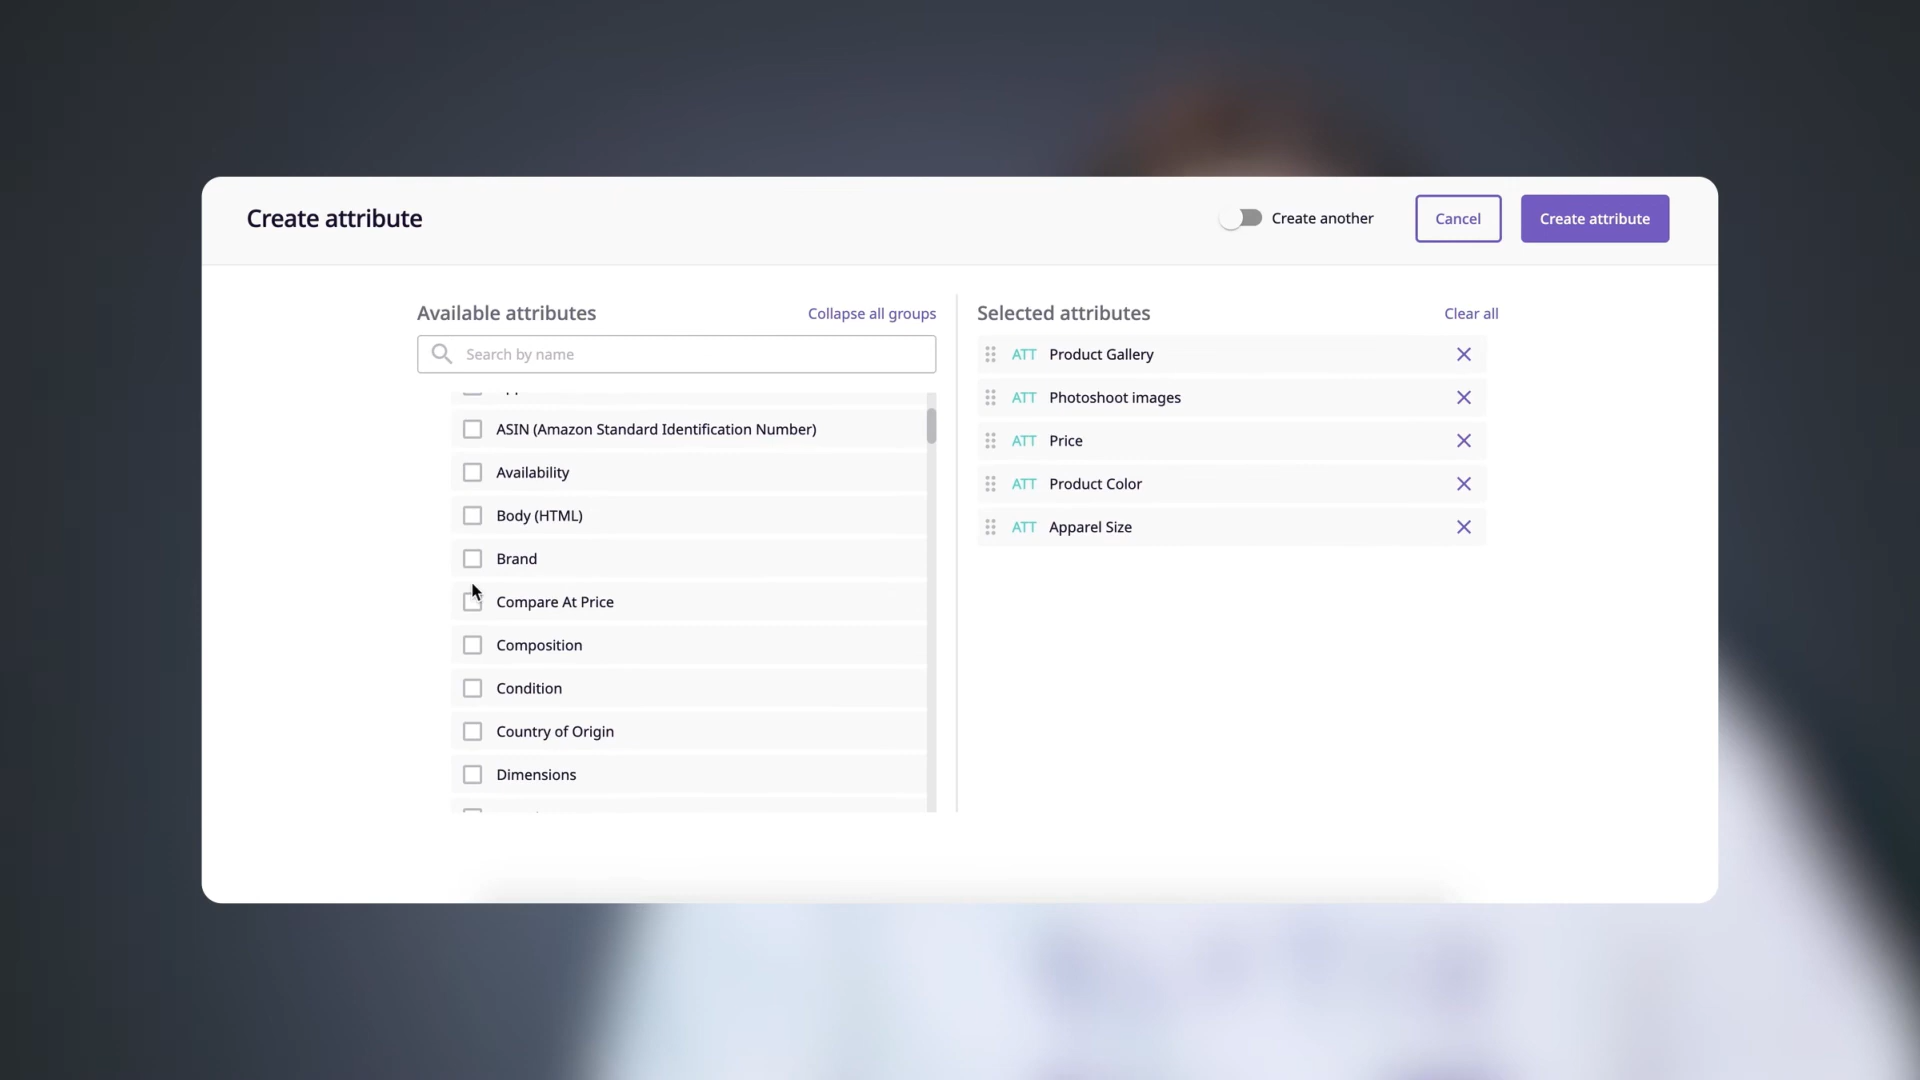 Create attribute
Create another
Cancel
Create attribute
Available attributes
Collapse all groups
Search by name
ASIN (Amazon Standard Identification Number)
Availability
Body (HTML)
Brand
Compare At Price
Composition
Condition
Country of Origin
Dimensions
Selected attributes
Clear all
ATT Product Gallery
ATT Photoshoot images
ATT Price
ATT Product Color
ATT Apparel Size